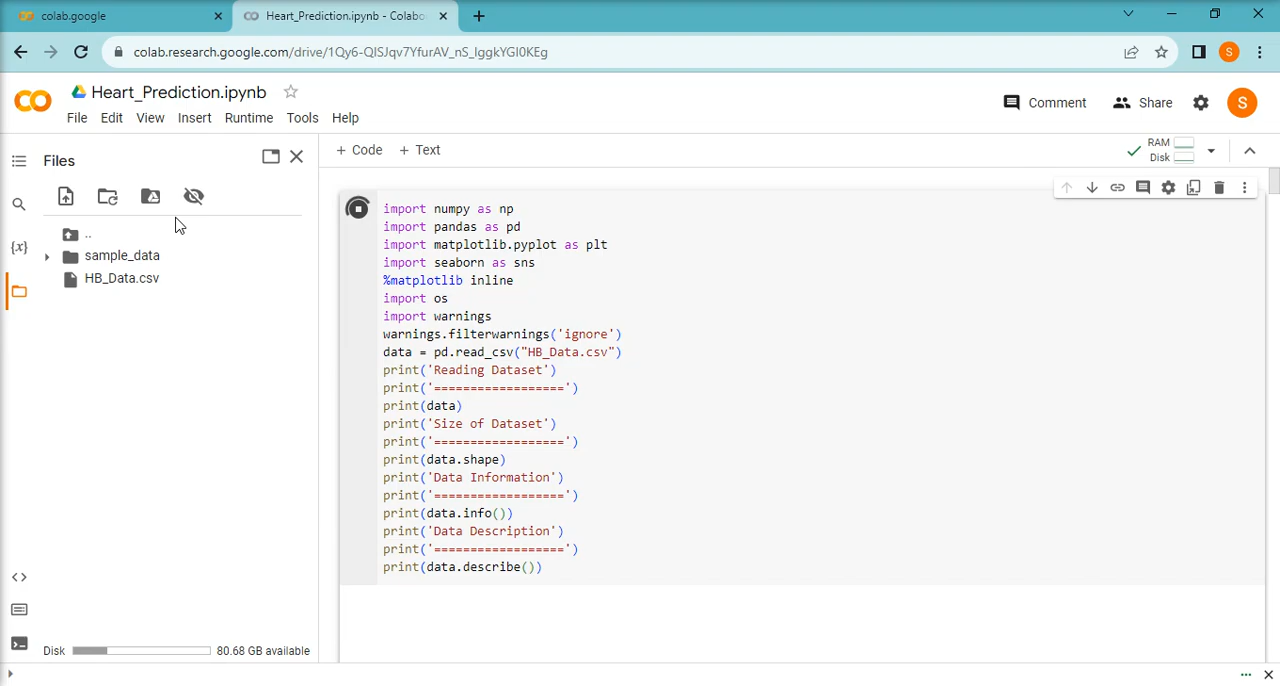 colab.google
Heart_Prediction.ipynb - Colabo
colab.research.google.com/drive/1Qy6-QISJqv7YfurAV_nS_IggkYGI0KEg
S
Heart_Prediction.ipynb
Comment
Share
S
File Edit View Insert Runtime Tools Help
Files
+ Code + Text
RAM
Disk
..
sample_data
HB_Data.csv
{x}
import numpy as np
import pandas as pd
import matplotlib.pyplot as plt
import seaborn as sns
%matplotlib inline
import os
import warnings
warnings.filterwarnings('ignore')
data = pd.read_csv("HB_Data.csv")
print('Reading Dataset')
print('==================')
print(data)
print('Size of Dataset')
print('==================')
print(data.shape)
print('Data Information')
print('==================')
print(data.info())
print('Data Description')
print('==================')
print(data.describe())
Disk 80.68 GB available